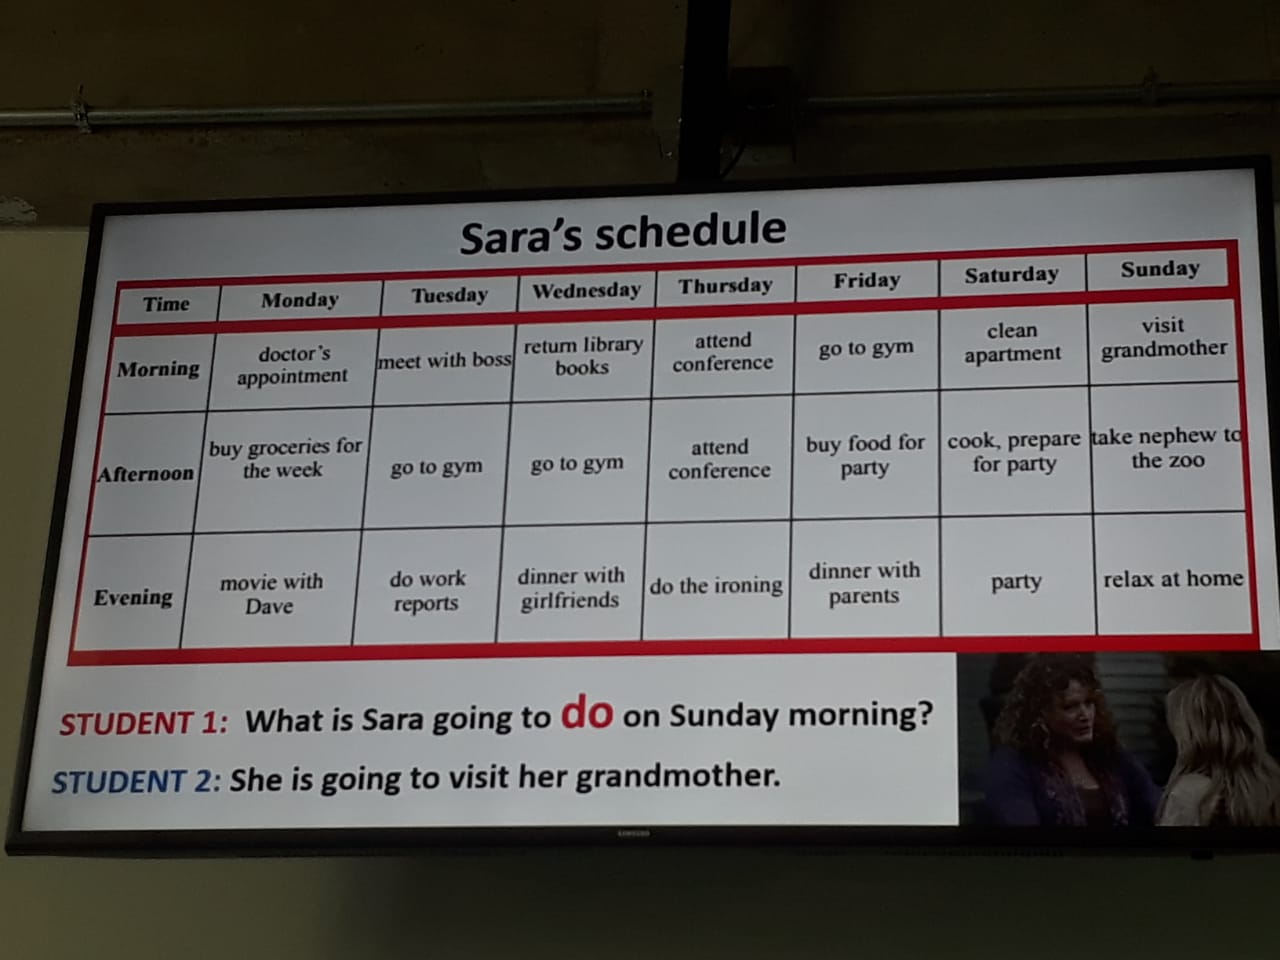 Sara's schedule
Time Monday Tuesday Wednesday Thursday Friday Saturday Sunday
Morning
doctor's
appointment
meet with boss
return library
books
attend
conference
go to gym
clean
apartment
visit
grandmother
Afternoon
buy groceries for
the week
go to gym
go to gym
attend
conference
buy food for
party
cook, prepare
for party
take nephew to
the zoo
Evening
movie with
Dave
do work
reports
dinner with
girlfriends
do the ironing
dinner with
parents
party
relax at home
STUDENT 1: What is Sara going to do on Sunday morning?
STUDENT 2: She is going to visit her grandmother.
SAMSUNG